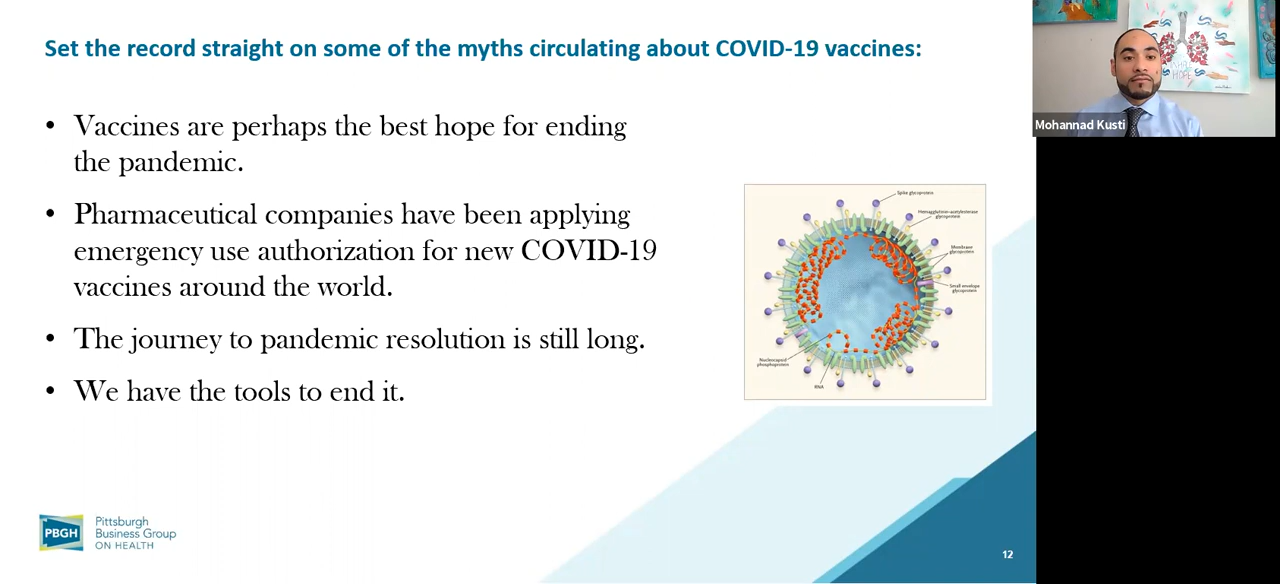 Set the record straight on some of the myths circulating about COVID-19 vaccines:
• Vaccines are perhaps the best hope for ending
the pandemic.
• Pharmaceutical companies have been applying
emergency use authorization for new COVID-19
vaccines around the world.
• The journey to pandemic resolution is still long.
• We have the tools to end it.
Spike glycoprotein
Hemagglutinin-acetylesterase
glycoprotein
Membrane
glycoprotein
Small envelope
glycoprotein
Nucleocapsid
phosphoprotein
RNA
PBGH
Pittsburgh
Business Group
ON HEALTH
12
HOPE
Mohannad Kusti